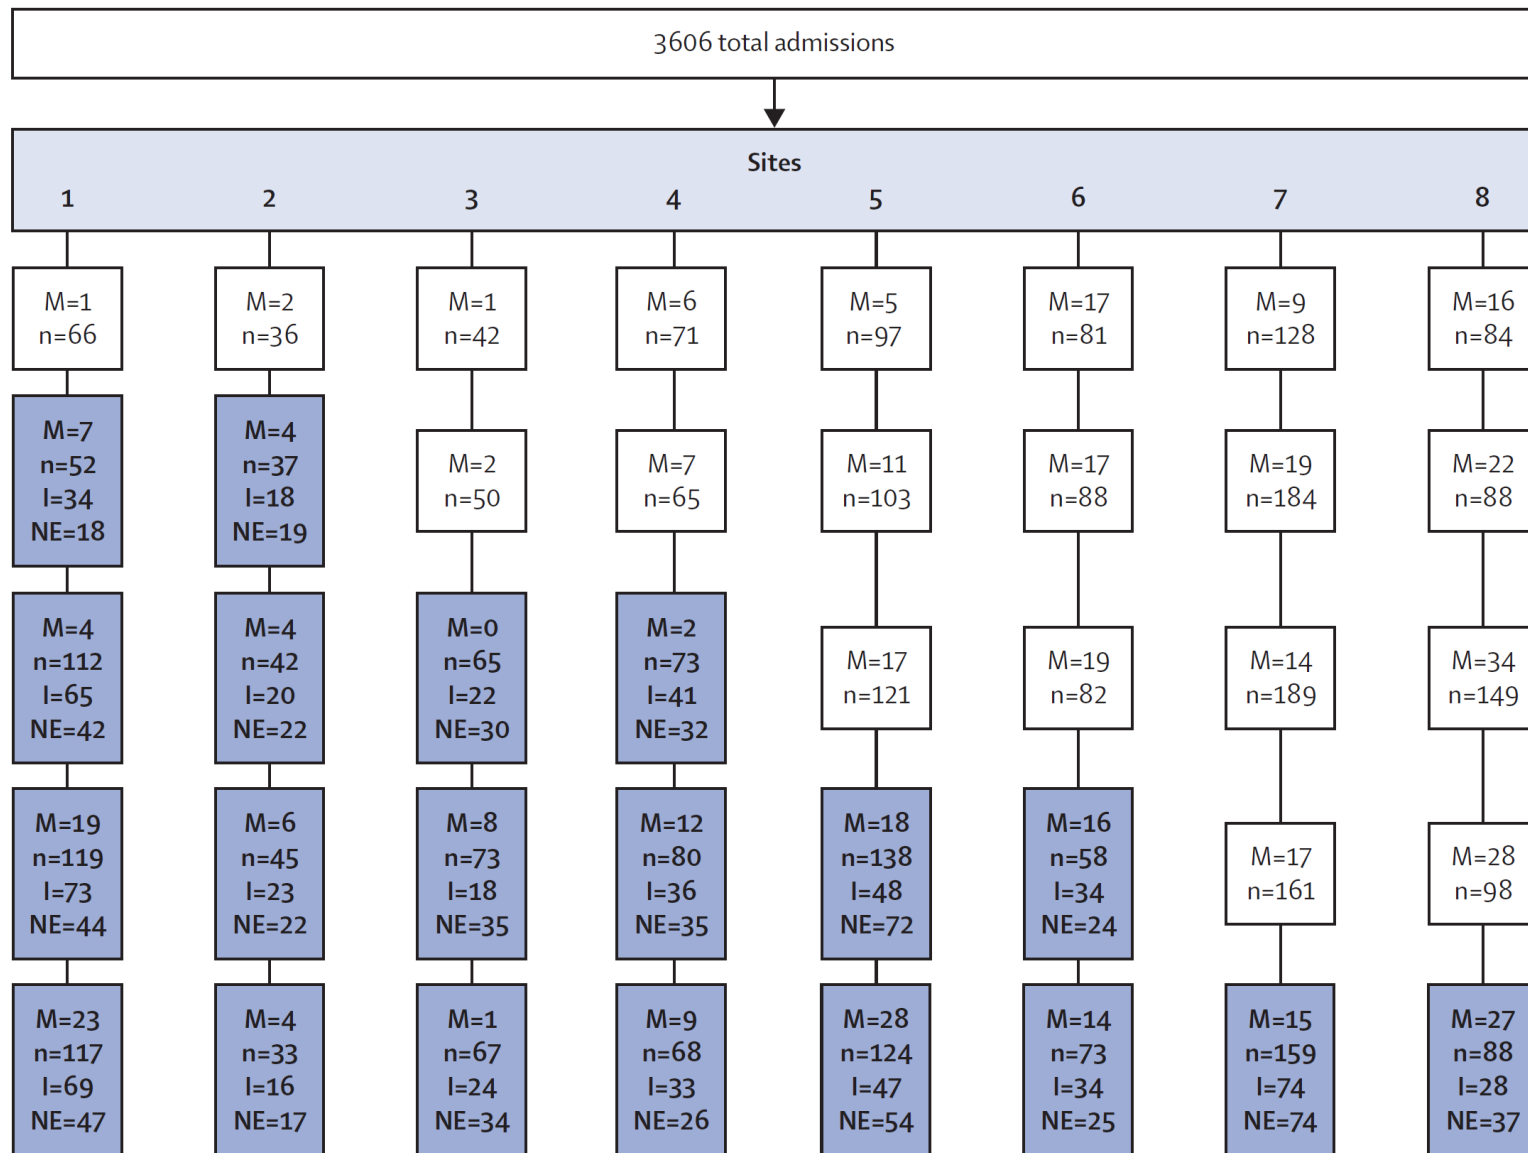 3606 total admissions
Sites
1 2 3 4 5 6 7 8
M=1
n=66
M=2
n=36
M=1
n=42
M=6
n=71
M=5
n=97
M=17
n=81
M=9
n=128
M=16
n=84
M=7
n=52
I=34
NE=18
M=4
n=37
I=18
NE=19
M=2
n=50
M=7
n=65
M=11
n=103
M=17
n=88
M=19
n=184
M=22
n=88
M=4
n=112
I=65
NE=42
M=4
n=42
I=20
NE=22
M=0
n=65
I=22
NE=30
M=2
n=73
I=41
NE=32
M=17
n=121
M=19
n=82
M=14
n=189
M=34
n=149
M=19
n=119
I=73
NE=44
M=6
n=45
I=23
NE=22
M=8
n=73
I=18
NE=35
M=12
n=80
I=36
NE=35
M=18
n=138
I=48
NE=72
M=16
n=58
I=34
NE=24
M=17
n=161
M=28
n=98
M=23
n=117
I=69
NE=47
M=4
n=33
I=16
NE=17
M=1
n=67
I=24
NE=34
M=9
n=68
I=33
NE=26
M=28
n=124
I=47
NE=54
M=14
n=73
I=34
NE=25
M=15
n=159
I=74
NE=74
M=27
n=88
I=28
NE=37